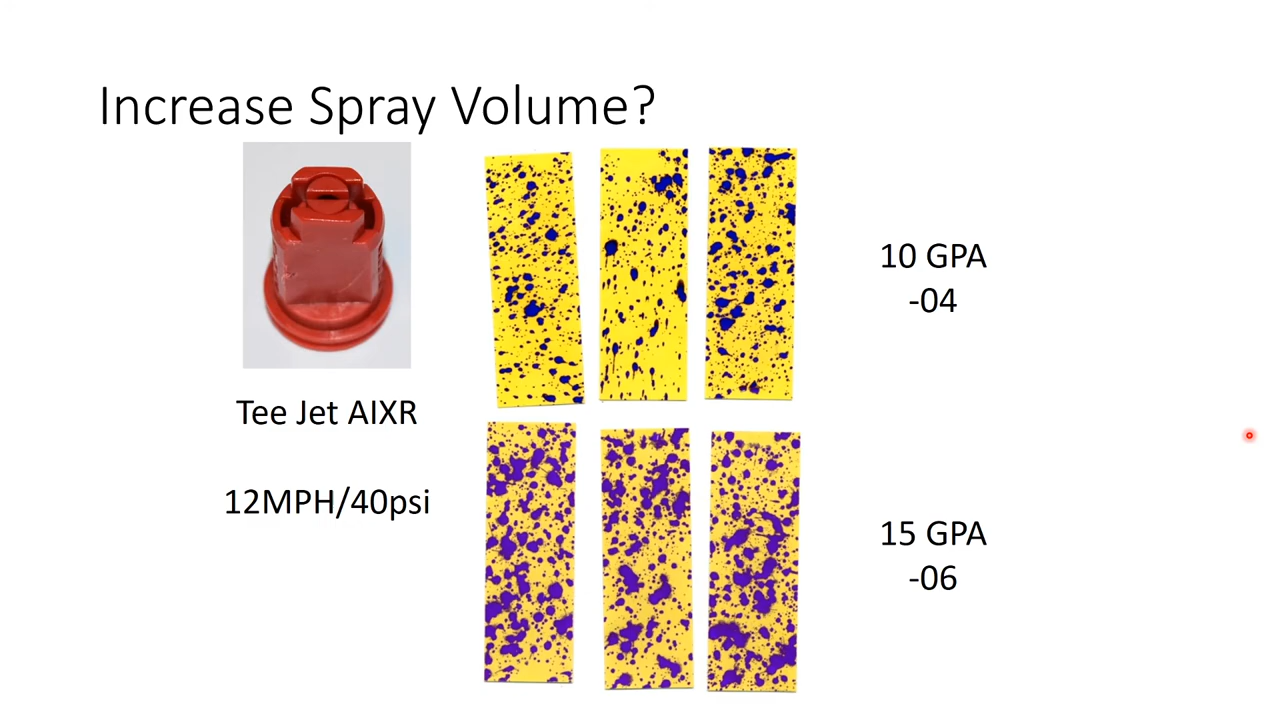 Increase Spray Volume?
Tee Jet AIXR
12MPH/40psi
10 GPA
-04
15 GPA
-06